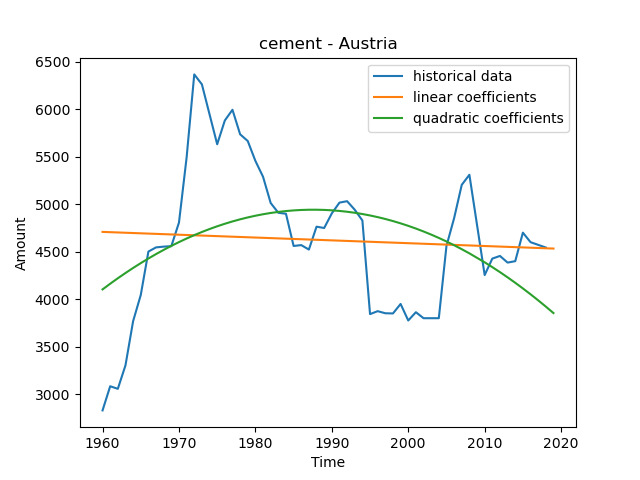 cement - Austria
historical data
linear coefficients
quadratic coefficients
Amount
6500
6000
5500
5000
4500
4000
3500
3000
1960 1970 1980 1990 2000 2010 2020
Time